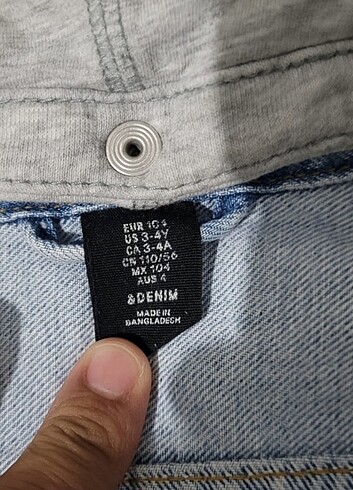 EUR 104
US 3-4Y
CA 3-4A
CN 110/56
MX 104
AUS 4
&DENIM
MADE IN
BANGLADESH